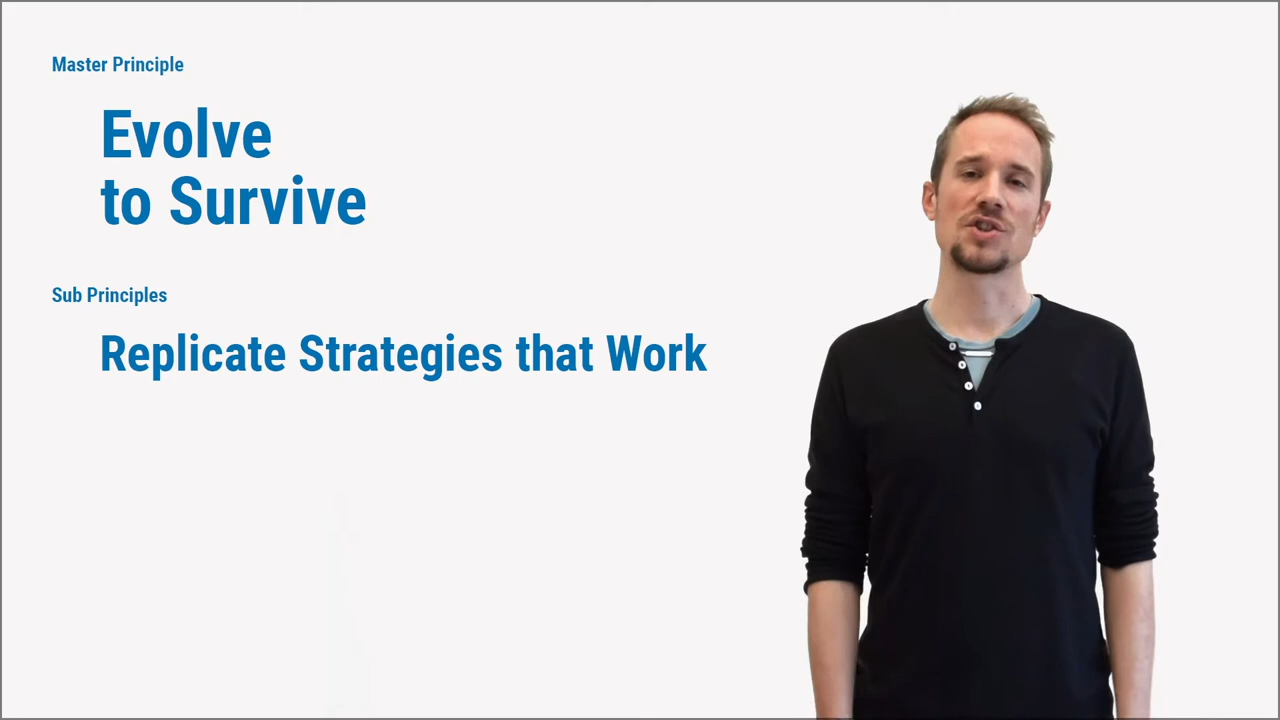 Master Principle
Evolve
to Survive
Sub Principles
Replicate Strategies that Work